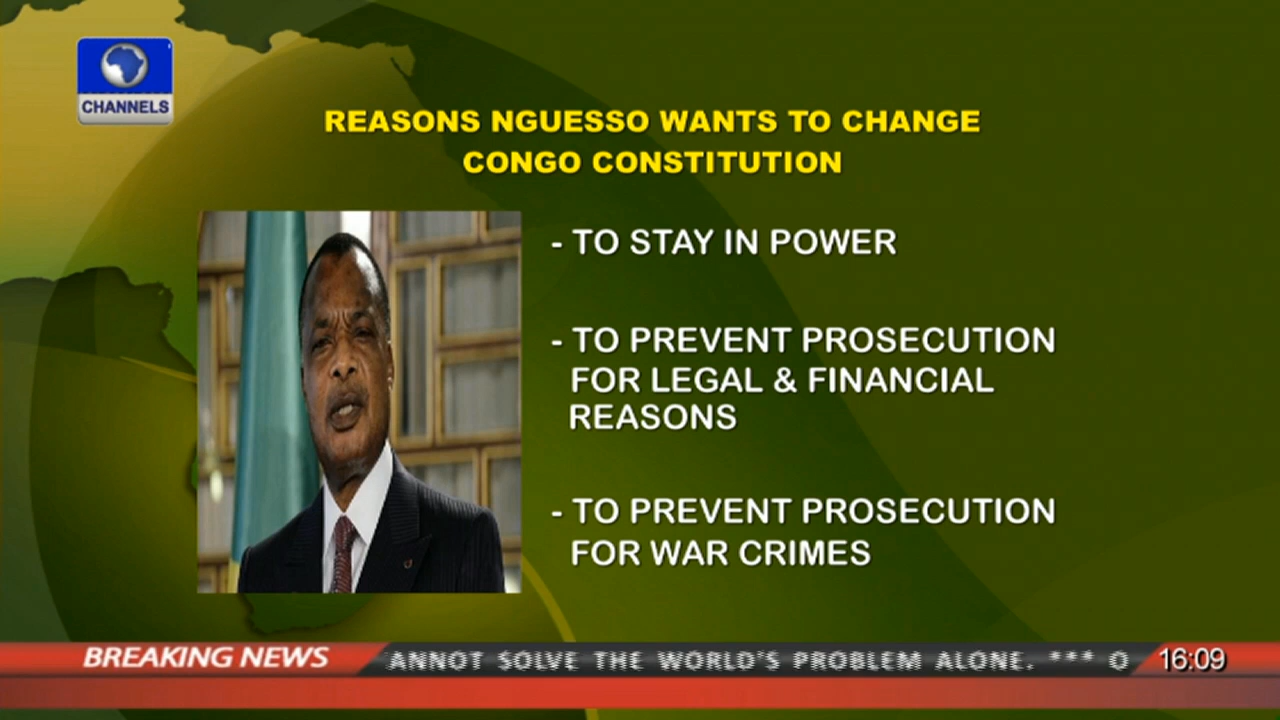 CHANNELS
REASONS NGUESSO WANTS TO CHANGE
CONGO CONSTITUTION
- TO STAY IN POWER
- TO PREVENT PROSECUTION
FOR LEGAL & FINANCIAL
REASONS
- TO PREVENT PROSECUTION
FOR WAR CRIMES
BREAKING NEWS
ANNOT SOLVE THE WORLD'S PROBLEM ALONE. *** O
16:09